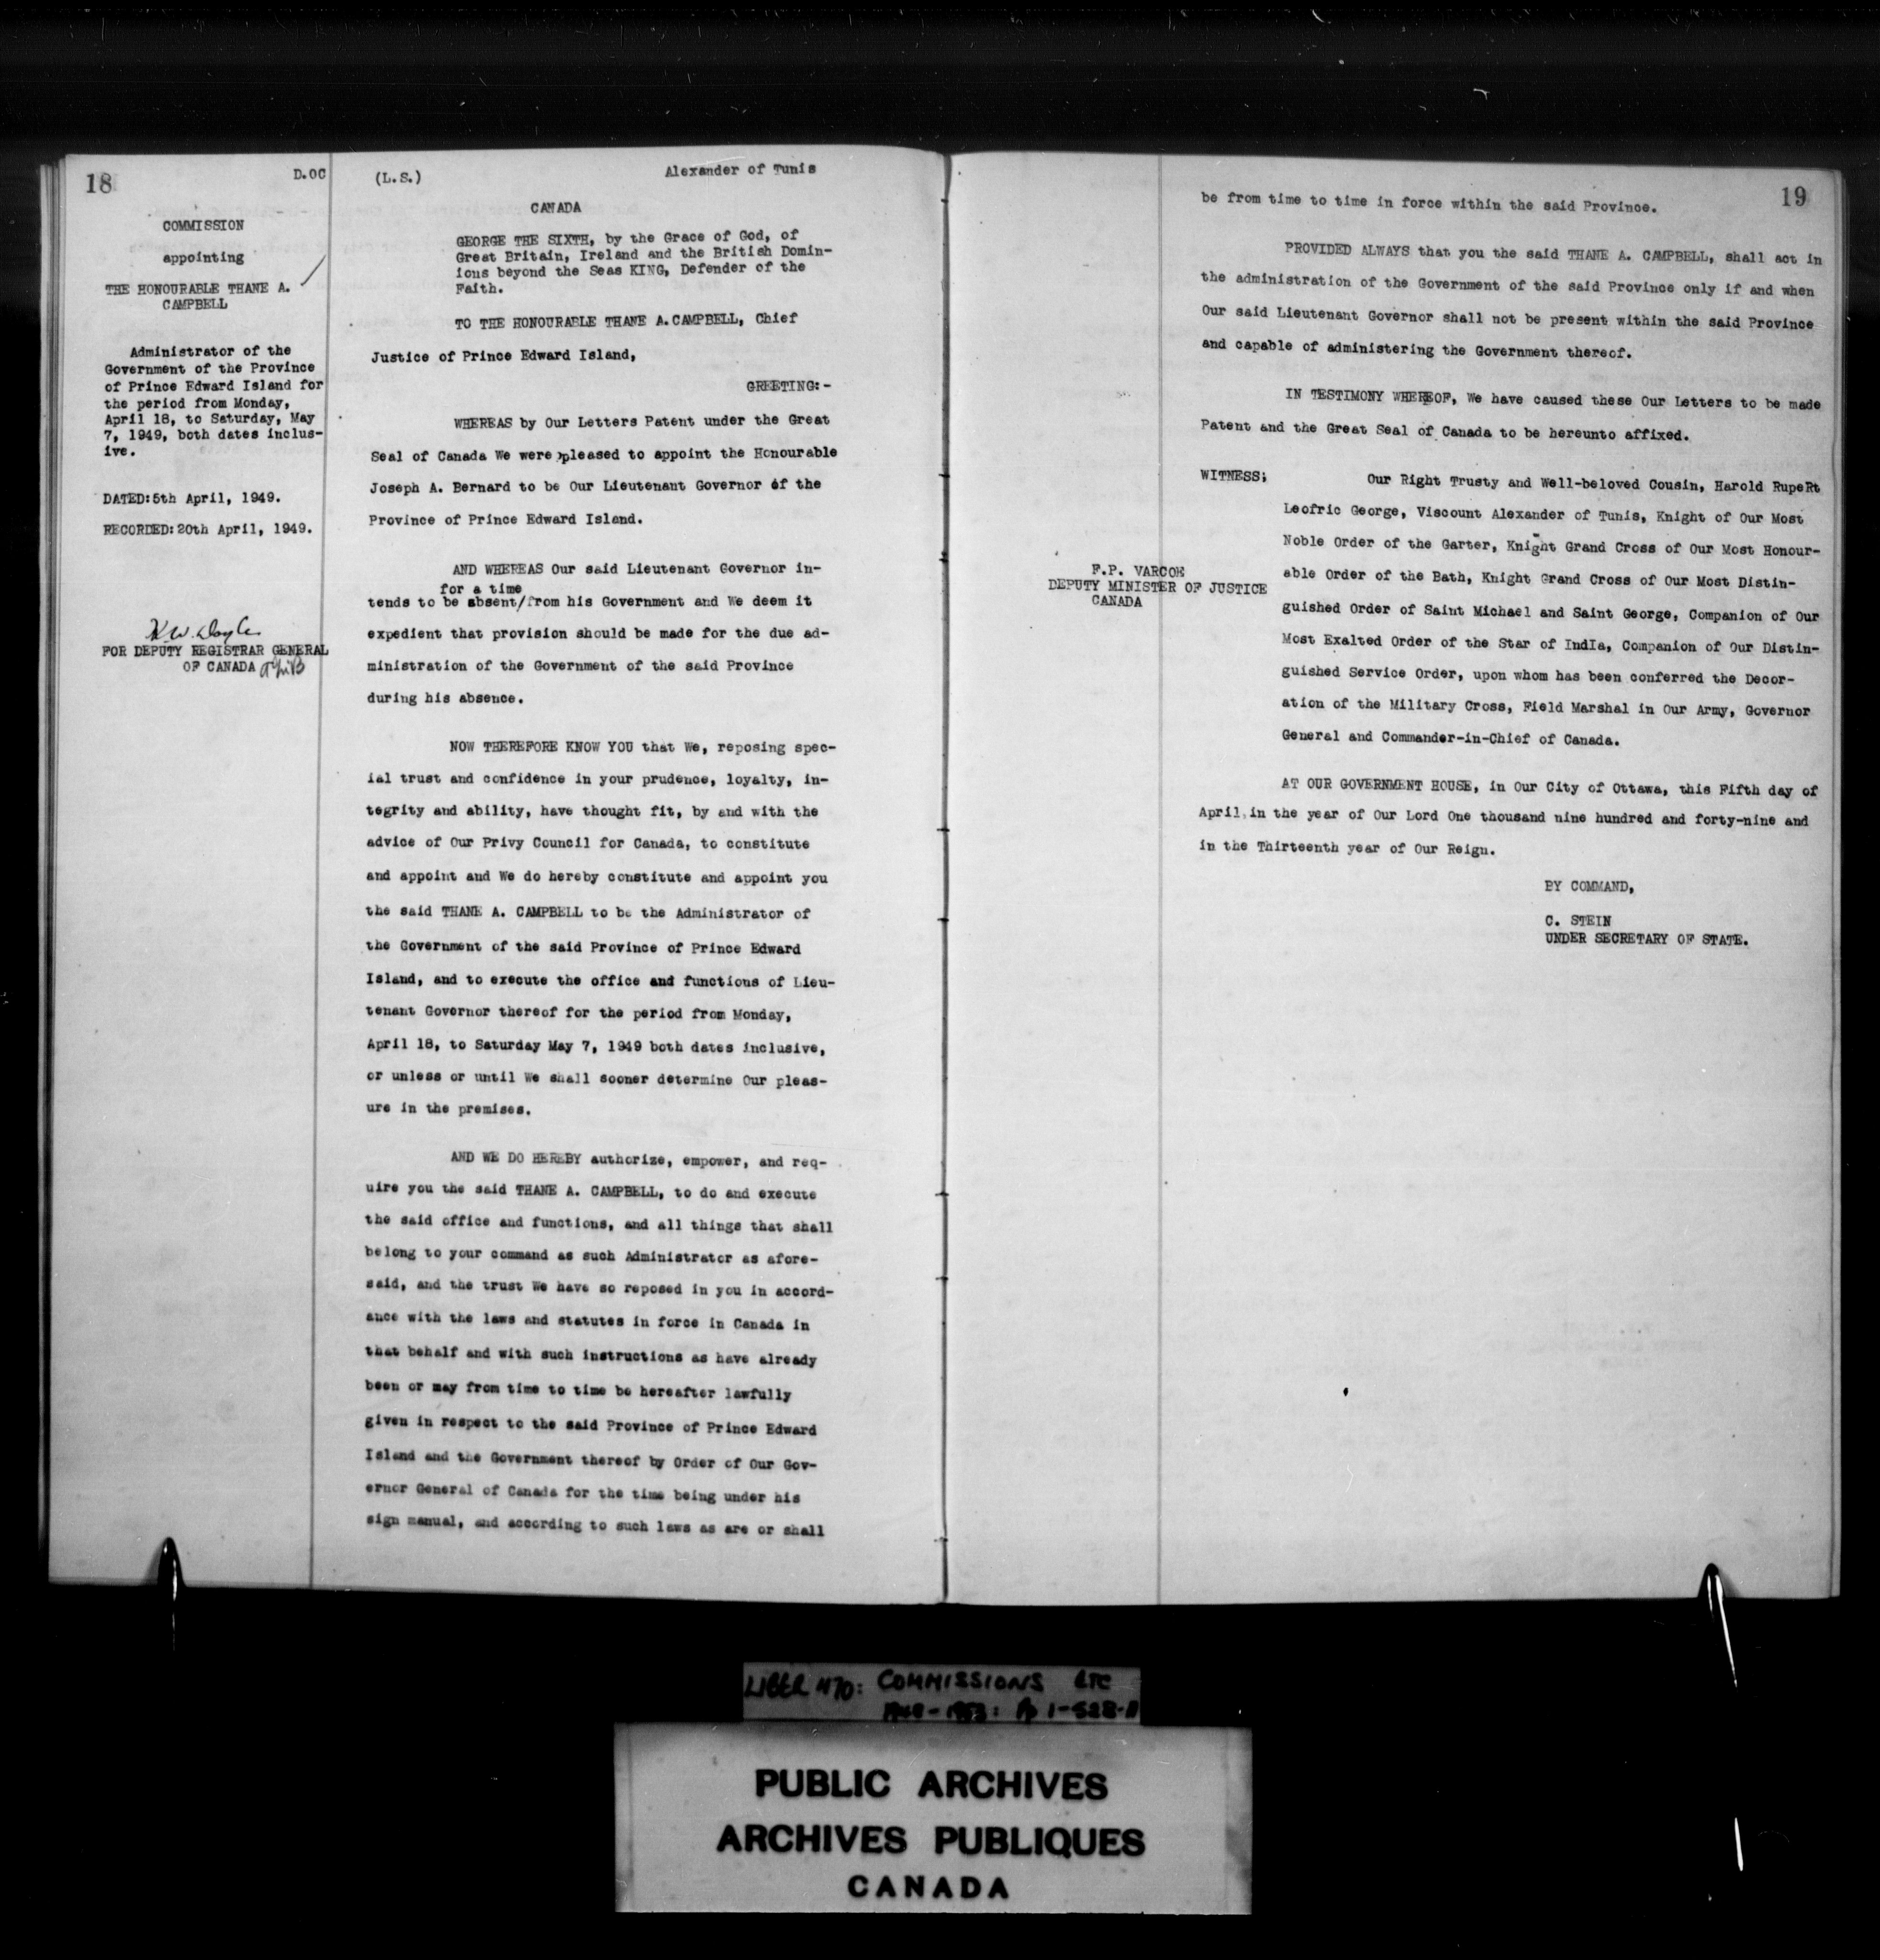 18
D.OC
COMMISSION
appointing
THE HONOURABLE THANE A.
CAMPBELL
Administrator of the
Government of the Province
of Prince Edward Island for
the period from Monday,
April 18, to Saturday, May
7, 1949, both dates inclus-
ive.
DATED:5th April, 1949.
RECORDED:20th April, 1949.
FOR DEPUTY REGISTRAR GENERAL
OF CANADA
(L.S.)
Alexander of Tunis
CANADA
GEORGE THE SIXTH, by the Grace of God, of
Great Britain, Ireland and the British Domin-
ions beyond the Seas KING, Defender of the
Faith.
TO THE HONOURABLE THANE A.CAMPBELL, Chief
Justice of Prince Edward Island,
GREETING:-
WHEREAS by Our Letters Patent under the Great
Seal of Canada We were pleased to appoint the Honourable
Joseph A. Bernard to be Our Lieutenant Governor of the
Province of Prince Edward Island.
AND WHEREAS Our said Lieutenant Governor in-
for a time
tends to be absent/from his Government and We deem it
expedient that provision should be made for the due ad-
ministration of the Government of the said Province
during his absence.
NOW THEREFORE KNOW YOU that We, reposing spec-
ial trust and confidence in your prudence, loyalty, in-
tegrity and ability, have thought fit, by and with the
advice of Our Privy Council for Canada, to constitute
and appoint and We do hereby constitute and appoint you
the said THANE A. CAMPBELL to be the Administrator of
the Government of the said Province of Prince Edward
Island, and to execute the office and functions of Lieu-
tenant Governor thereof for the period from Monday,
April 18, to Saturday May 7, 1949 both dates inclusive,
or unless or until We shall sooner determine Our pleas-
ure in the premises.
AND WE DO HEREBY authorize, empower, and req-
uire you the said THANE A. CAMPBELL, to do and execute
the said office and functions, and all things that shall
belong to your command as such Administrator as afore-
said, and the trust We have so reposed in you in accord-
ance with the laws and statutes in force in Canada in
that behalf and with such instructions as have already
been or may from time to time be hereafter lawfully
given in respect to the said Province of Prince Edward
Island and the Government thereof by Order of Our Gov-
ernor General of Canada for the time being under his
sign manual, and according to such laws as are or shall
19
be from time to time in force within the said Province.
PROVIDED ALWAYS that you the said THANE A. CAMPBELL, shall act in
the administration of the Government of the said Province only if and when
Our said Lieutenant Governor shall not be present within the said Province
and capable of administering the Government thereof.
IN TESTIMONY WHEREOF, We have caused these Our Letters to be made
Patent and the Great Seal of Canada to be hereunto affixed.
WITNESS; Our Right Trusty and Well-beloved Cousin, Harold RupeRt
Leofric George, Viscount Alexander of Tunis, Knight of Our Most
Noble Order of the Garter, Knight Grand Cross of Our Most Honour-
able Order of the Bath, Knight Grand Cross of Our Most Distin-
guished Order of Saint Michael and Saint George, Companion of Our
Most Exalted Order of the Star of IndIa, Companion of Our Distin-
guished Service Order, upon whom has been conferred the Decor-
ation of the Military Cross, Field Marshal in Our Army, Governor
General and Commander-in-Chief of Canada.
F.P. VARCOE
DEPUTY MINISTER OF JUSTICE
CANADA
AT OUR GOVERNMENT HOUSE, in Our City of Ottawa, this Fifth day of
April in the year of Our Lord One thousand nine hundred and forty-nine and
in the Thirteenth year of Our Reign.
BY COMMAND,
C. STEIN
UNDER SECRETARY OF STATE.
LIBER 470: COMMISSIONS ETC
PUBLIC ARCHIVES
ARCHIVES PUBLIQUES
CANADA